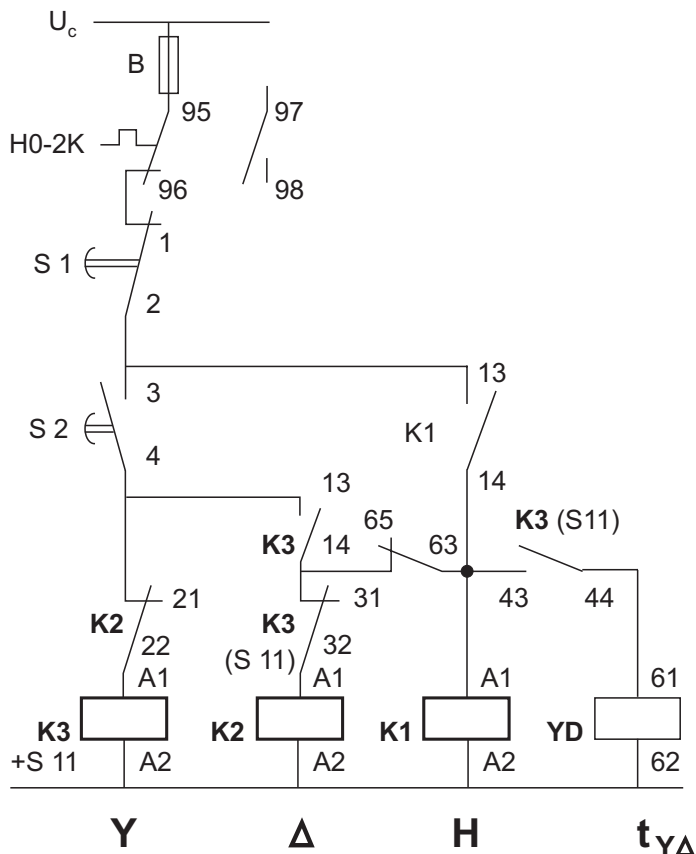 Uc
B
95 97
H0-2K
96 98
1
S 1
2
3 13
S 2 K1
4 14
13
65 63 K3 (S11)
K3 14
43 44
21 31
K2 K3
22 32
(S 11)
A1 A1 A1 61
K3 K2 K1 YD
+S 11 A2 A2 A2 62
Y Δ H tYΔ